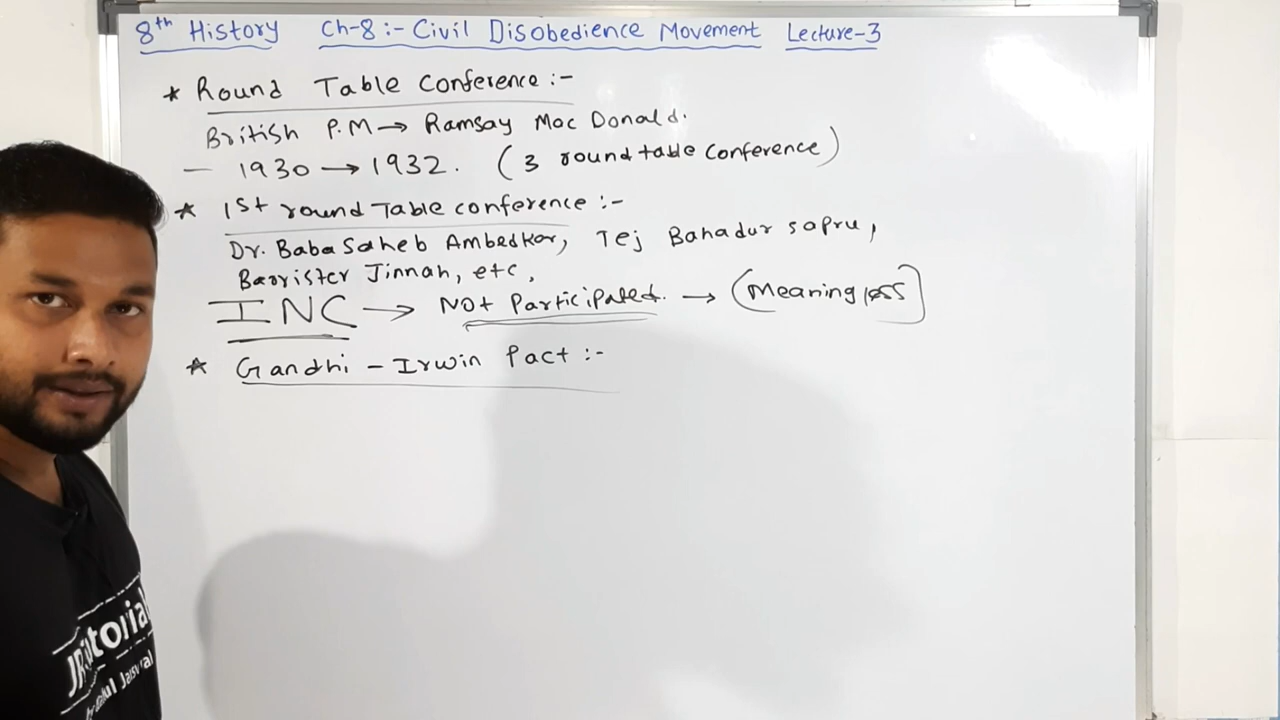 8th History Ch-8:- Civil Disobedience Movement Lecture-3
* Round Table Conference :-
British P.M → Ramsay Mac Donald.
— 1930 → 1932. (3 round table conference)
* 1st round Table conference :-
Dr. Baba Saheb Ambedkar, Tej Bahadur Sapru,
Barrister Jinnah, etc,
INC → Not Participated. → (Meaningless)
* Gandhi - Irwin Pact :-